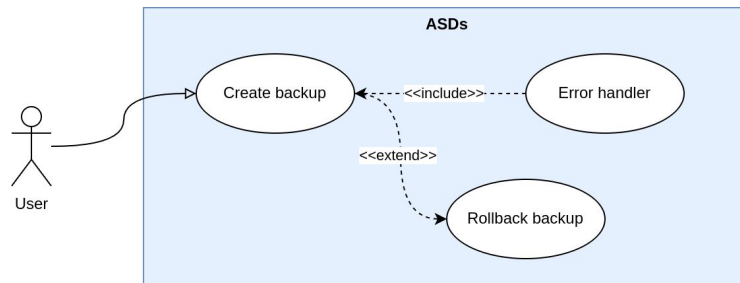 ASDs
Create backup
<<include>>
Error handler
<<extend>>
User
Rollback backup